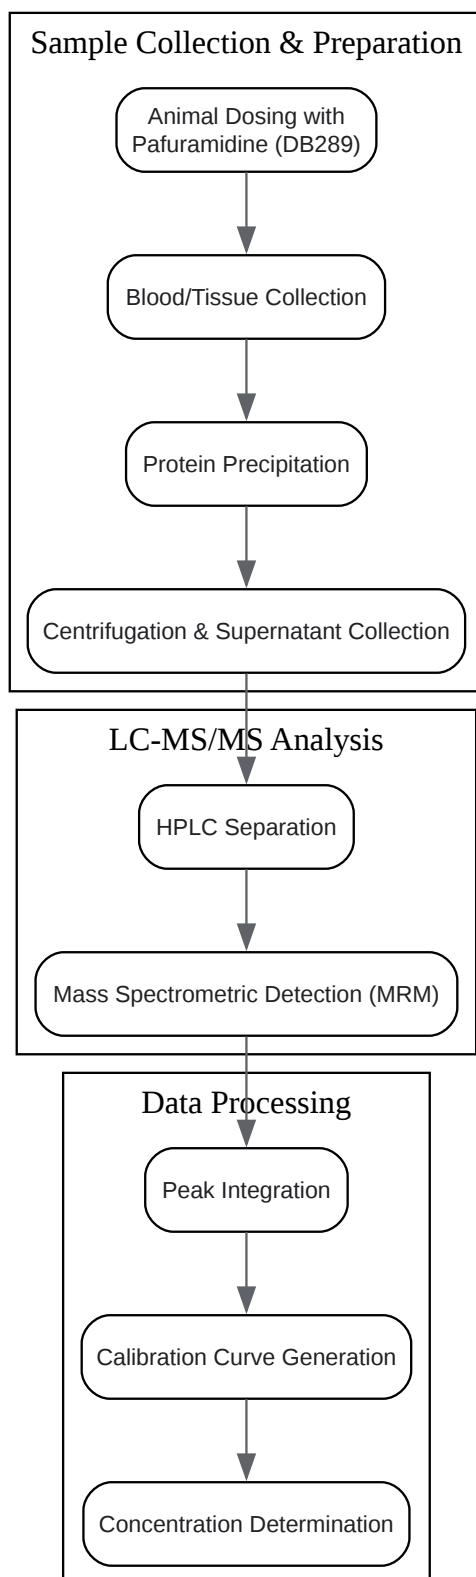 Sample Collection & Preparation
Animal Dosing with
Pafuramidine (DB289)
Blood/Tissue Collection
Protein Precipitation
Centrifugation & Supernatant Collection
LC-MS/MS Analysis
HPLC Separation
Mass Spectrometric Detection (MRM)
Data Processing
Peak Integration
Calibration Curve Generation
Concentration Determination